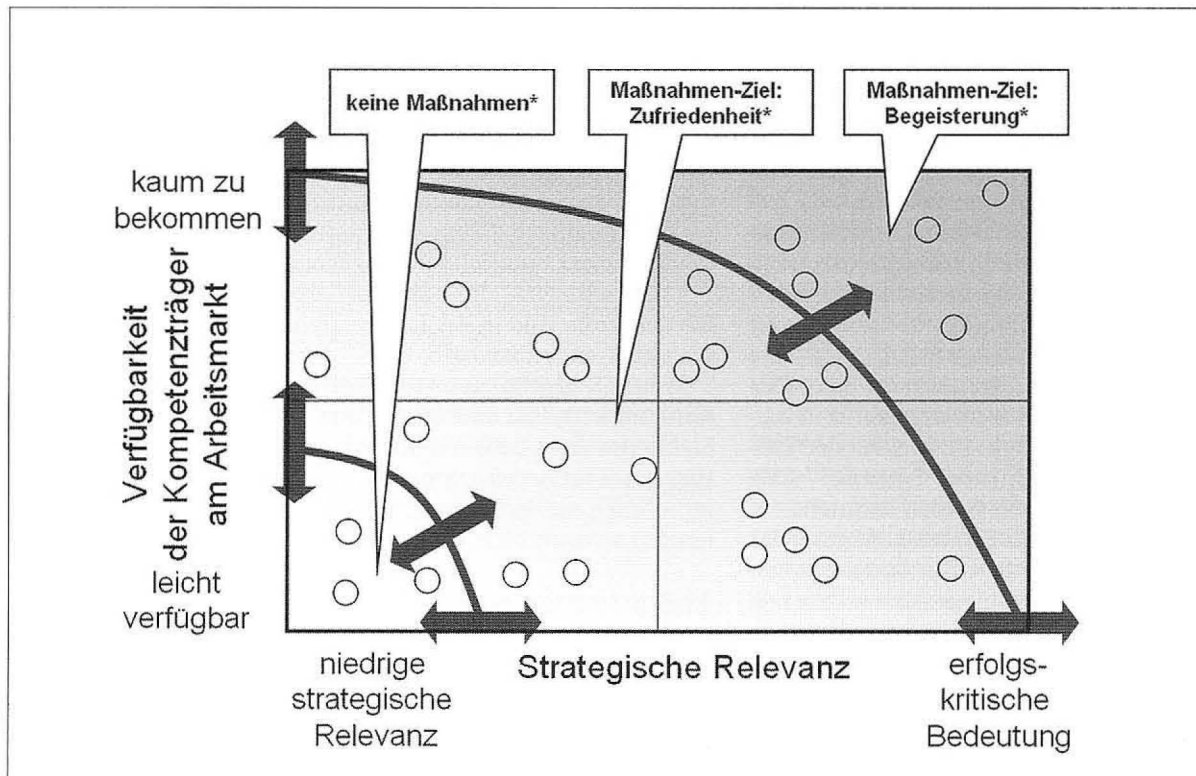 keine Maßnahmen*
Maßnahmen-Ziel:
Zufriedenheit*
Maßnahmen-Ziel:
Begeisterung*
kaum zu
bekommen
Verfügbarkeit
der Kompetenzträger
am Arbeitsmarkt
leicht
verfügbar
niedrige
strategische
Relevanz
Strategische Relevanz
erfolgs-
kritische
Bedeutung